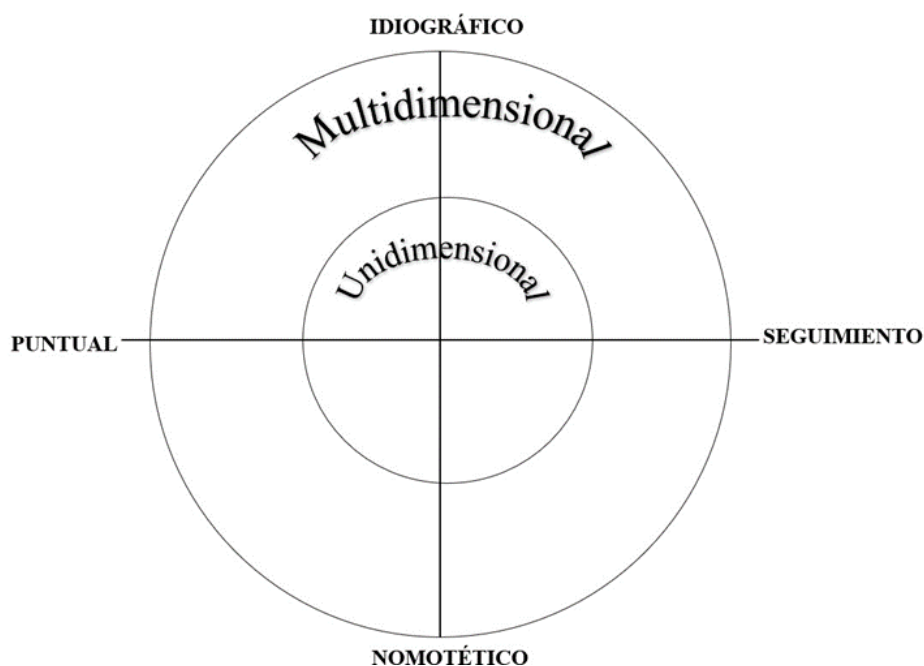 IDIOGRÁFICO
Multidimensional
Unidimensional
PUNTUAL
SEGUIMIENTO
NOMOTÉTICO